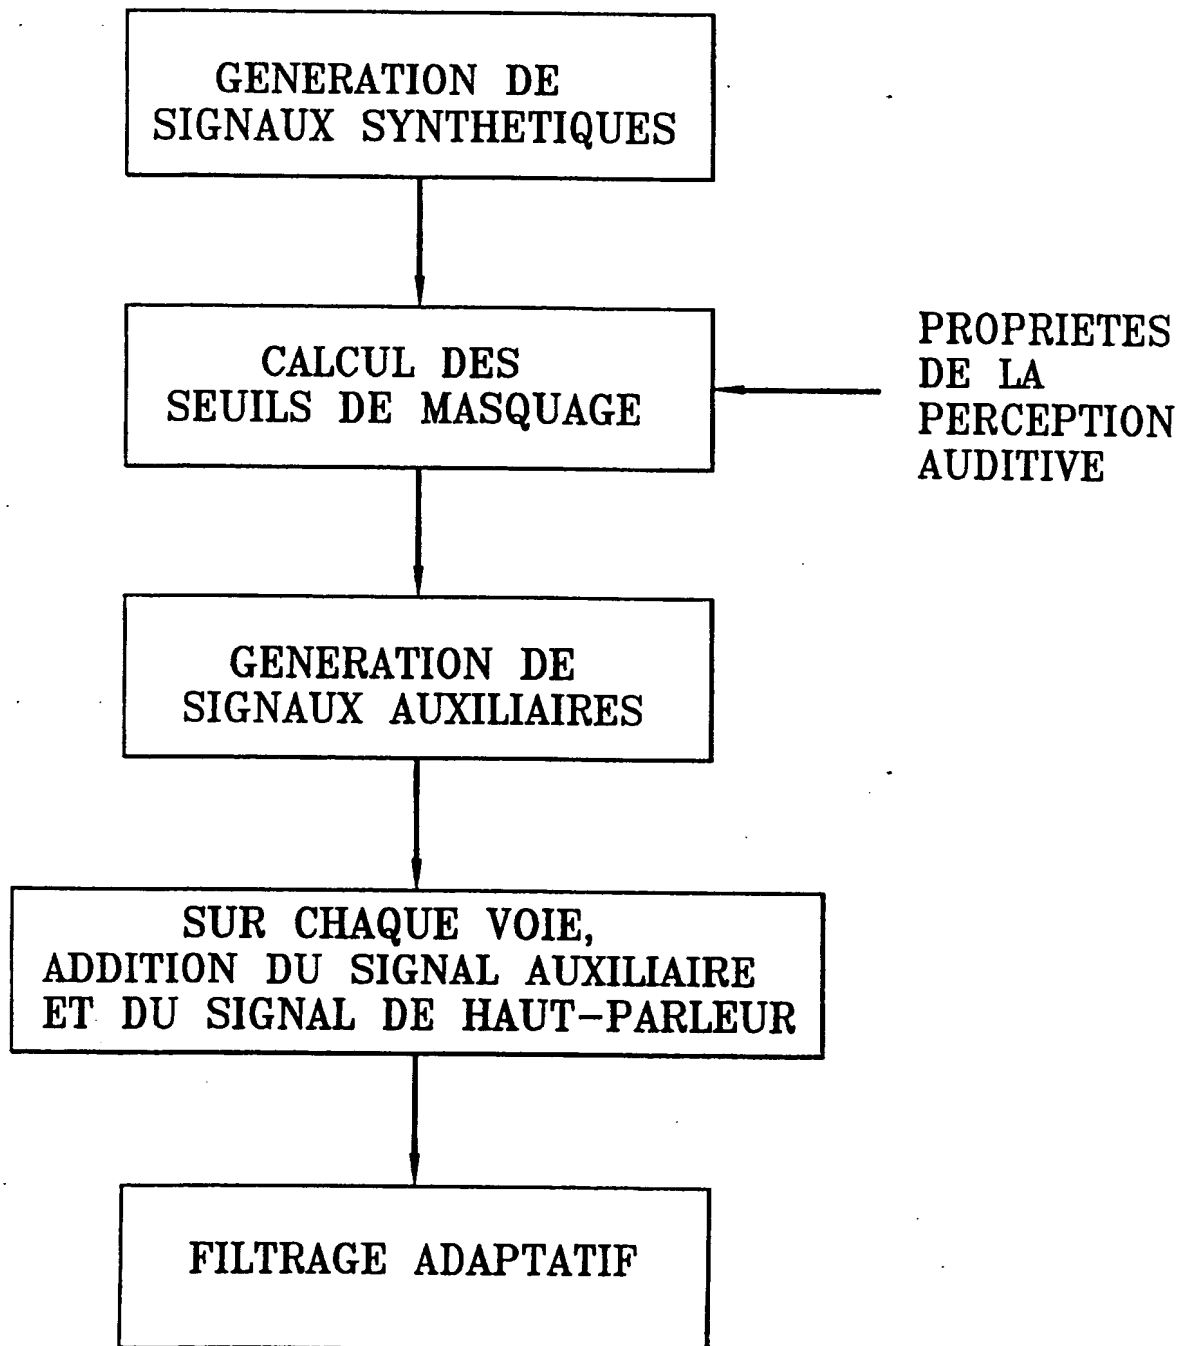 GENERATION DE
SIGNAUX SYNTHETIQUES
CALCUL DES
SEUILS DE MASQUAGE
PROPRIETES
DE LA
PERCEPTION
AUDITIVE
GENERATION DE
SIGNAUX AUXILIAIRES
SUR CHAQUE VOIE,
ADDITION DU SIGNAL AUXILIAIRE
ET DU SIGNAL DE HAUT-PARLEUR
FILTRAGE ADAPTATIF